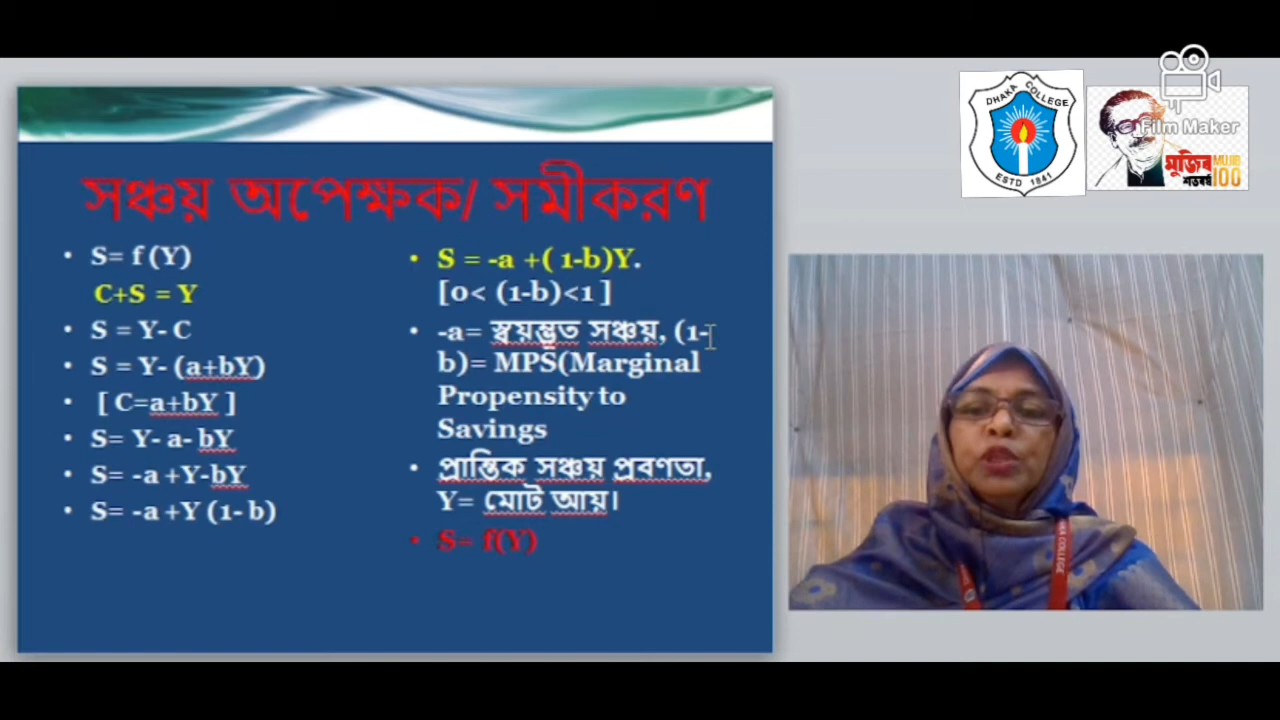 DHAKA COLLEGE
ESTD 1841
Film Maker
মুজিব MUJIB
শতবর্ষ 100
সঞ্চয় অপেক্ষক/ সমীকরণ
• S= f (Y)
C+S = Y
• S = Y- C
• S = Y- (a+bY)
• [ C=a+bY ]
• S= Y- a- bY
• S= -a +Y-bY
• S= -a +Y (1- b)
• S = -a +( 1-b)Y.
[0< (1-b)<1 ]
• -a= স্বয়ম্ভূত সঞ্চয়, (1-
b)= MPS(Marginal
Propensity to
Savings
• প্রান্তিক সঞ্চয় প্রবণতা,
Y= মোট আয়।
• S= f(Y)
COLLEGE